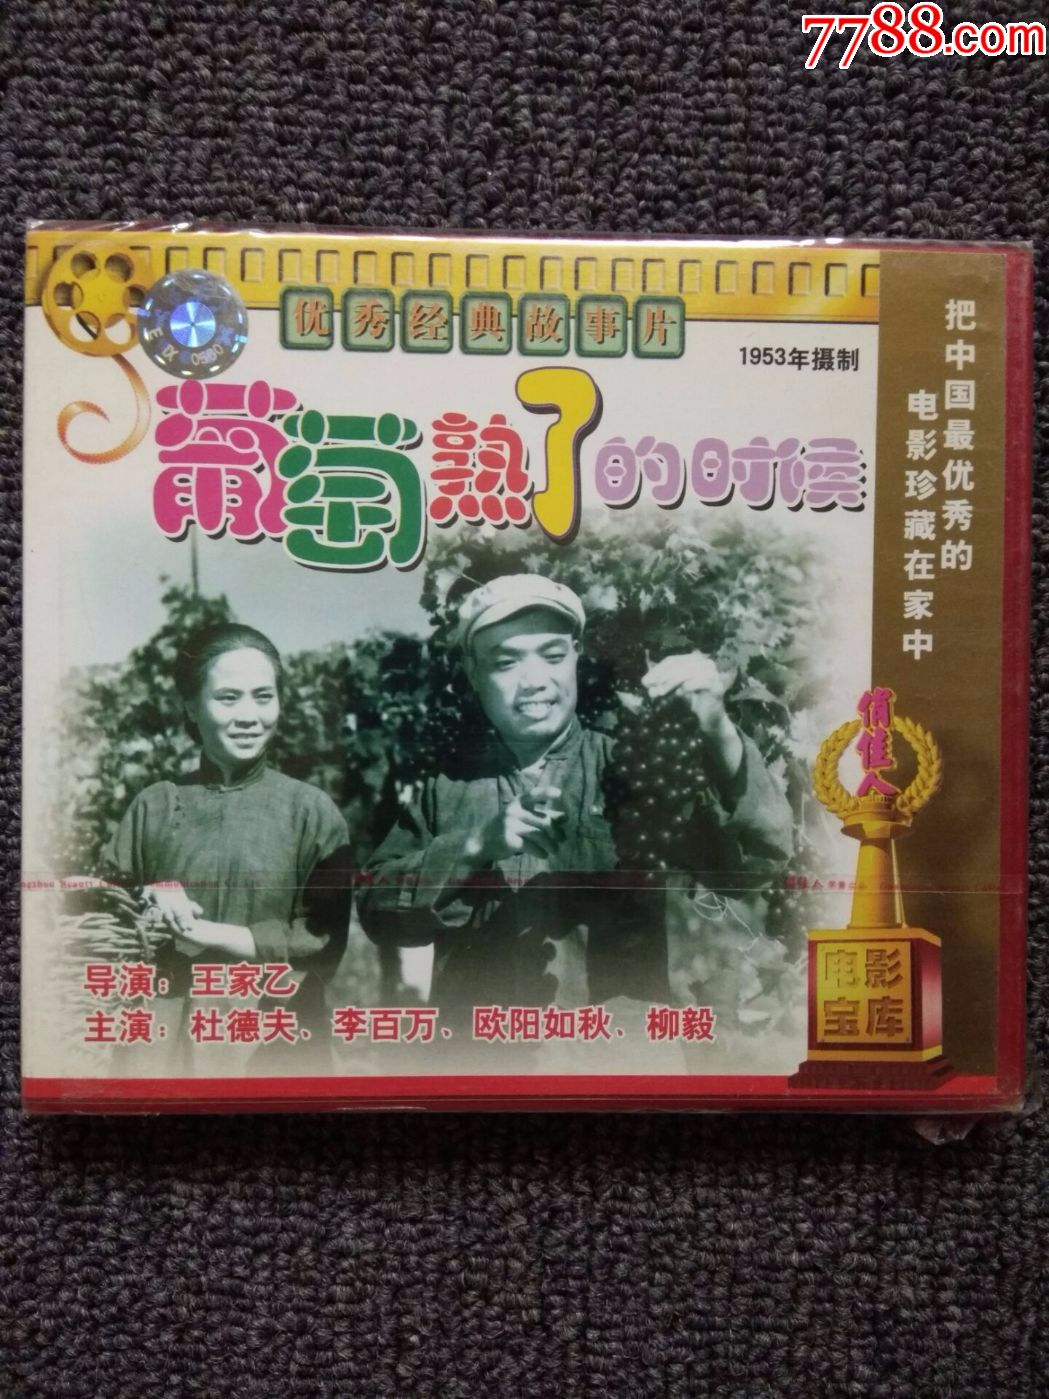 7788.com
优秀经典故事片
1953年摄制
葡萄熟了的时候
把中国最优秀的
电影珍藏在家中
俏佳人
电影
宝库
导演：王家乙
主演：杜德夫、李百万、欧阳如秋、柳毅